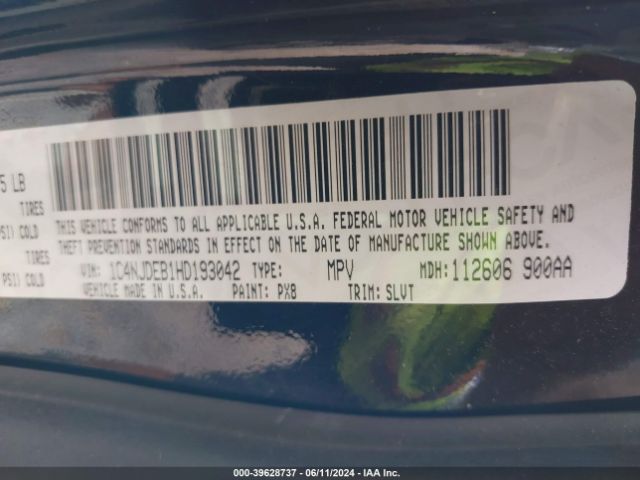 5 LB
TIRES
PSI) COLD
TIRES
PSI) COLD
THIS VEHICLE CONFORMS TO ALL APPLICABLE U.S.A. FEDERAL MOTOR VEHICLE SAFETY AND
THEFT PREVENTION STANDARDS IN EFFECT ON THE DATE OF MANUFACTURE SHOWN ABOVE.
VIN: 1C4NJDEB1HD193042 TYPE: MPV MDH: 112606 900AA
VEHICLE MADE IN U.S.A. PAINT: PX8 TRIM: SLVT
000-39628737 - 06/11/2024 - IAA Inc.